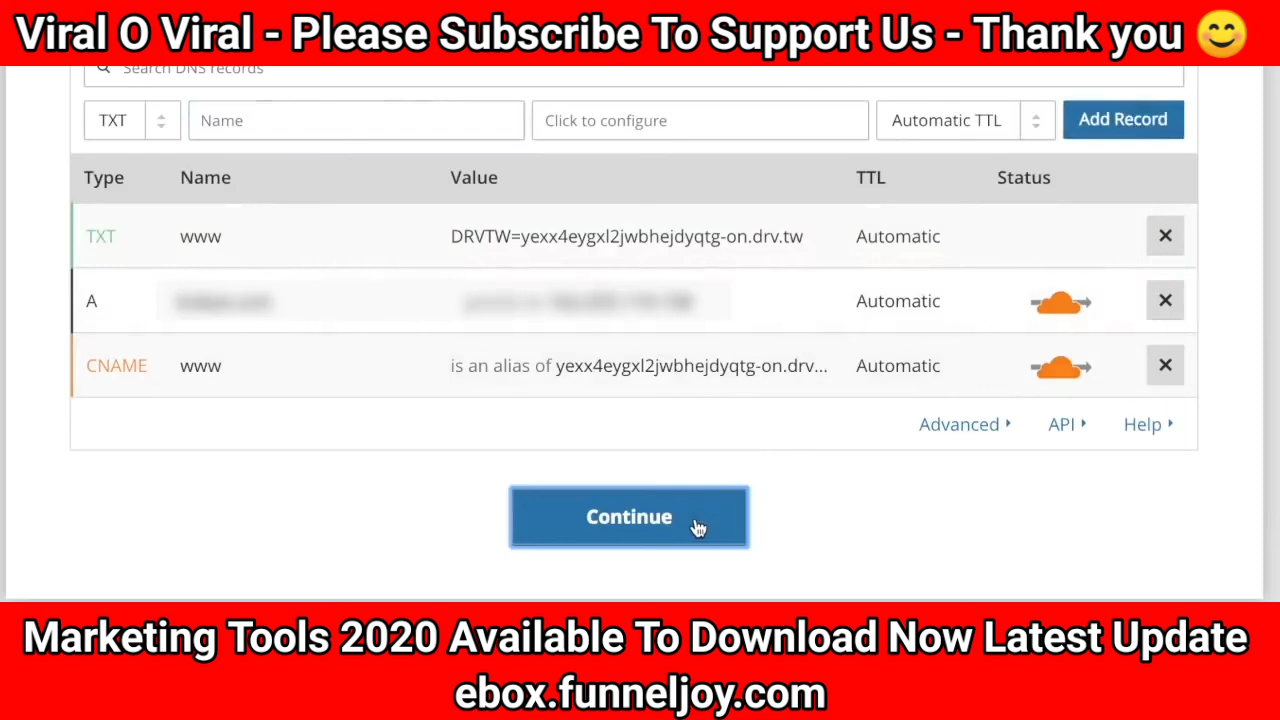 Viral O Viral - Please Subscribe To Support Us - Thank you 😊
Search DNS records
TXT Name Click to configure Automatic TTL Add Record
Type Name Value TTL Status
TXT www DRVTW=yexx4eygxl2jwbhejdyqtg-on.drv.tw Automatic
A Automatic
CNAME www is an alias of yexx4eygxl2jwbhejdyqtg-on.drv... Automatic
Advanced API Help
Continue
Marketing Tools 2020 Available To Download Now Latest Update
ebox.funneljoy.com